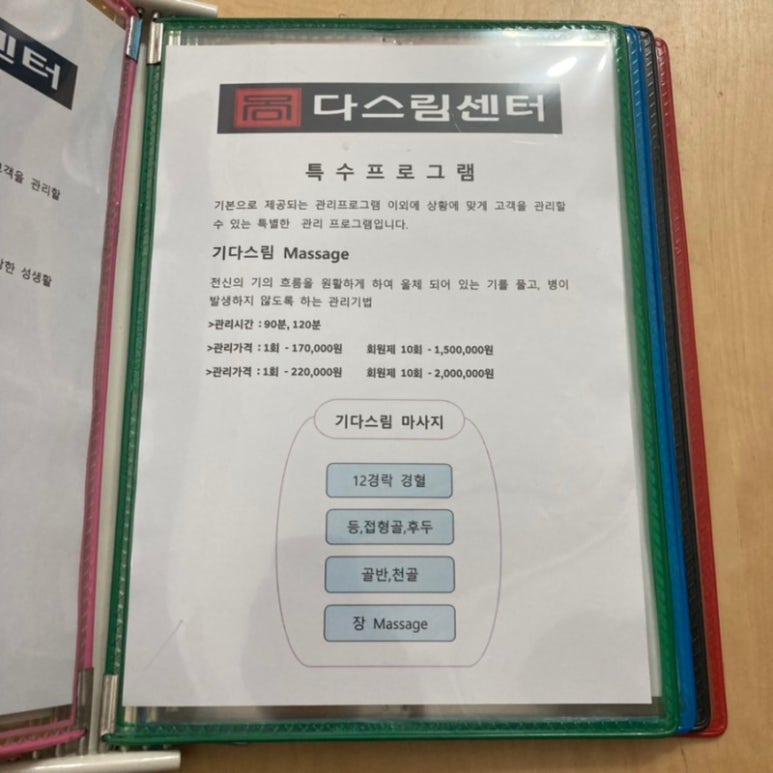 센터
고객을 관리할
한 성생활
다스림센터
특수프로그램
기본으로 제공되는 관리프로그램 이외에 상황에 맞게 고객을 관리할
수 있는 특별한 관리 프로그램입니다.
기다스림 Massage
전신의 기의 흐름을 원활하게 하여 울체 되어 있는 기를 풀고, 병이
발생하지 않도록 하는 관리기법
>관리시간 : 90분, 120분
>관리가격 : 1회 - 170,000원 회원제 10회 - 1,500,000원
>관리가격 : 1회 - 220,000원 회원제 10회 - 2,000,000원
기다스림 마사지
12경락 경혈
등,접형골,후두
골반,천골
장 Massage